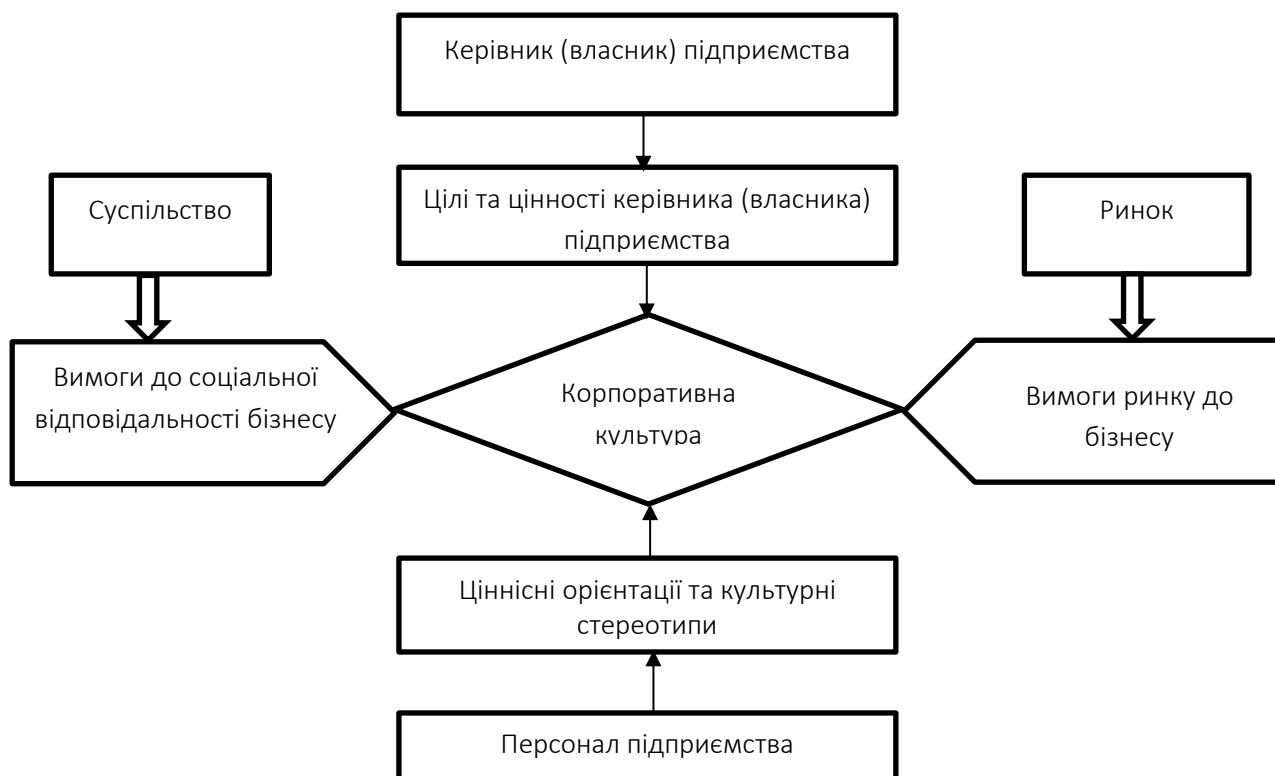 Керівник (власник) підприємства
Цілі та цінності керівника (власника)
підприємства
Суспільство
Ринок
Вимоги до соціальної
відповідальності бізнесу
Корпоративна
культура
Вимоги ринку до
бізнесу
Ціннісні орієнтації та культурні
стереотипи
Персонал підприємства